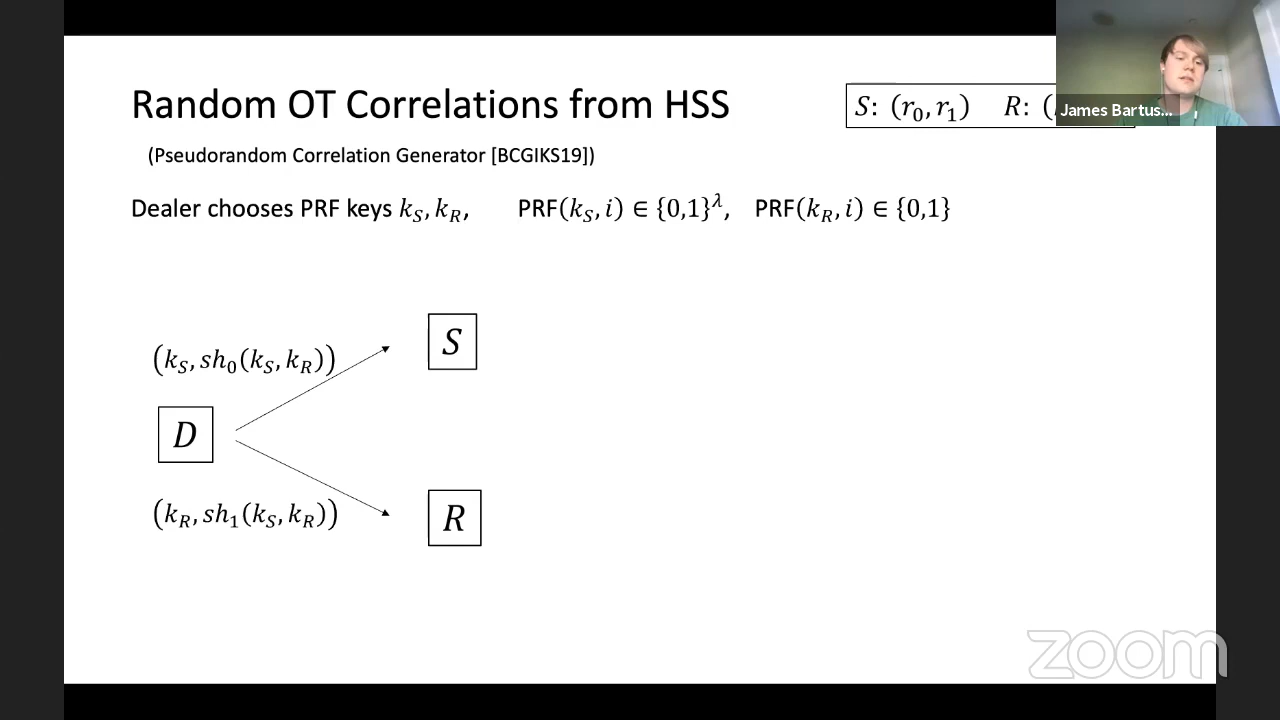 Random OT Correlations from HSS
S: (r₀, r₁) R: (
James Bartus...
(Pseudorandom Correlation Generator [BCGIKS19])
Dealer chooses PRF keys k_S, k_R, PRF(k_S, i) ∈ {0,1}^λ, PRF(k_R, i) ∈ {0,1}
S
(k_S, sh₀(k_S, k_R))
D
(k_R, sh₁(k_S, k_R))
R
zoom